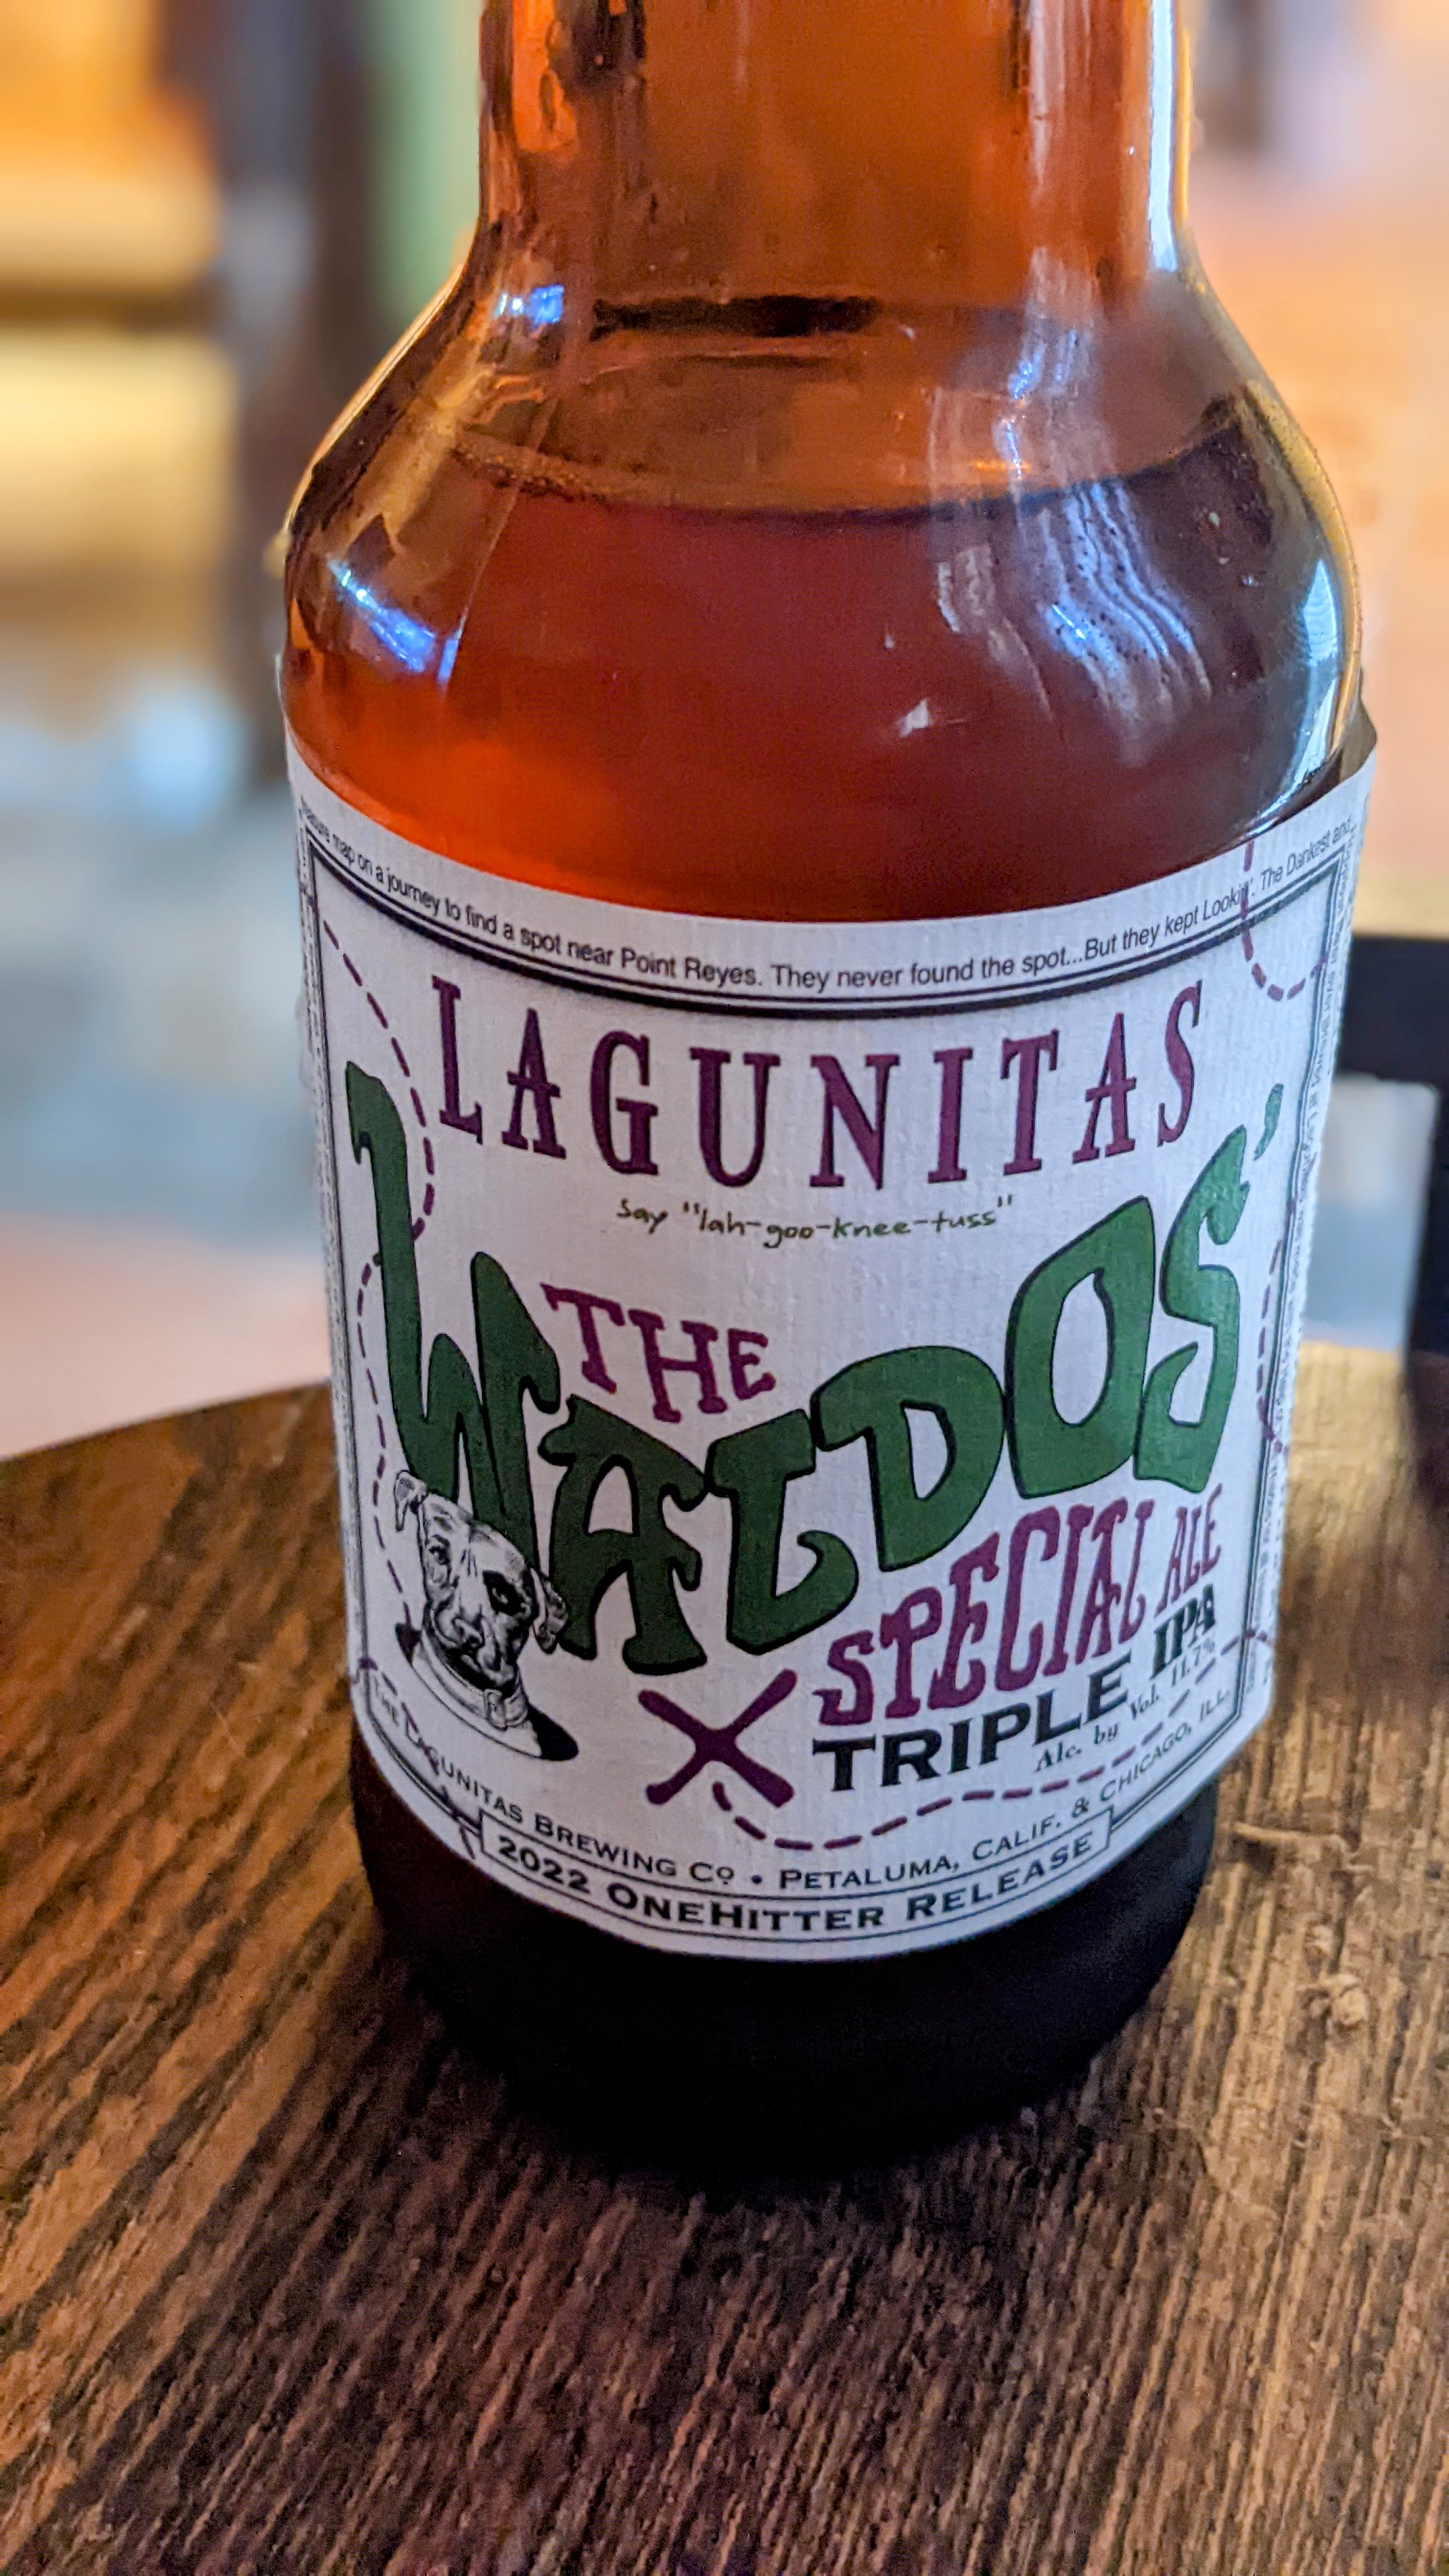 map on a journey to find a spot near Point Reyes. They never found the spot...But they kept Lookin'. The Dankest and
LAGUNITAS
Say "lah-goo-knee-tuss"
THE
WALDOS'
SPECIAL ALE
TRIPLE IPA
Alc. by Vol. 11.7%
THE LAGUNITAS BREWING CO • PETALUMA, CALIF. & CHICAGO, ILL.
2022 ONEHITTER RELEASE